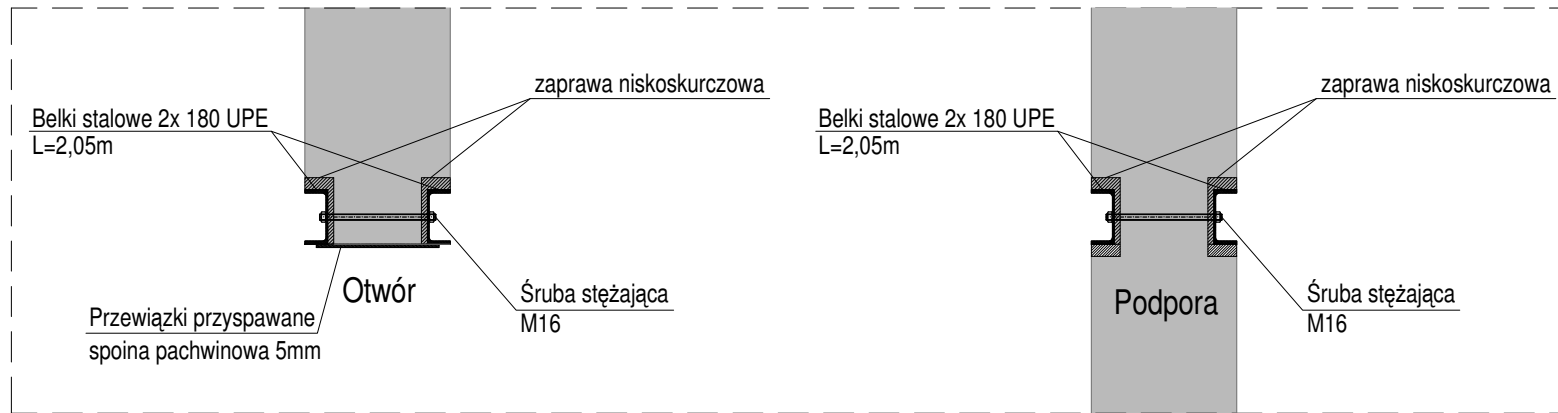 zaprawa niskoskurczowa
Belki stalowe 2x 180 UPE
L=2,05m
Otwór
Śruba stężająca
M16
Przewiązki przyspawane
spoina pachwinowa 5mm
zaprawa niskoskurczowa
Belki stalowe 2x 180 UPE
L=2,05m
Podpora
Śruba stężająca
M16